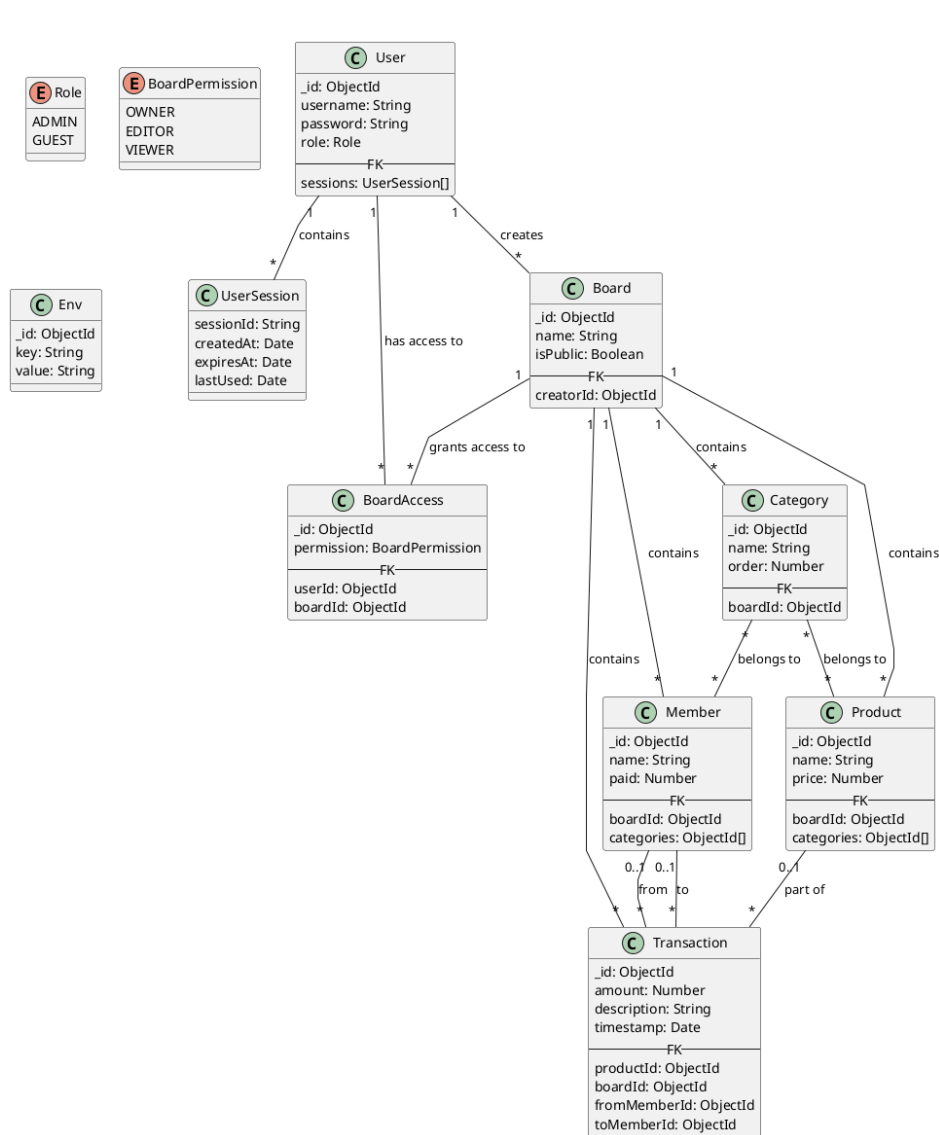 E Role
ADMIN
GUEST
E BoardPermission
OWNER
EDITOR
VIEWER
C User
_id: ObjectId
username: String
password: String
role: Role
FK
sessions: UserSession[]
1
contains
*
1
has access to
*
1
creates
*
C Env
_id: ObjectId
key: String
value: String
C UserSession
sessionId: String
createdAt: Date
expiresAt: Date
lastUsed: Date
C Board
_id: ObjectId
name: String
isPublic: Boolean
FK
creatorId: ObjectId
1
grants access to
*
1
contains
*
1
contains
*
1
contains
*
1
contains
*
C BoardAccess
_id: ObjectId
permission: BoardPermission
FK
userId: ObjectId
boardId: ObjectId
C Category
_id: ObjectId
name: String
order: Number
FK
boardId: ObjectId
*
belongs to
*
*
belongs to
*
C Member
_id: ObjectId
name: String
paid: Number
FK
boardId: ObjectId
categories: ObjectId[]
C Product
_id: ObjectId
name: String
price: Number
FK
boardId: ObjectId
categories: ObjectId[]
0..1
from
*
0..1
to
*
0..1
part of
*
C Transaction
_id: ObjectId
amount: Number
description: String
timestamp: Date
FK
productId: ObjectId
boardId: ObjectId
fromMemberId: ObjectId
toMemberId: ObjectId